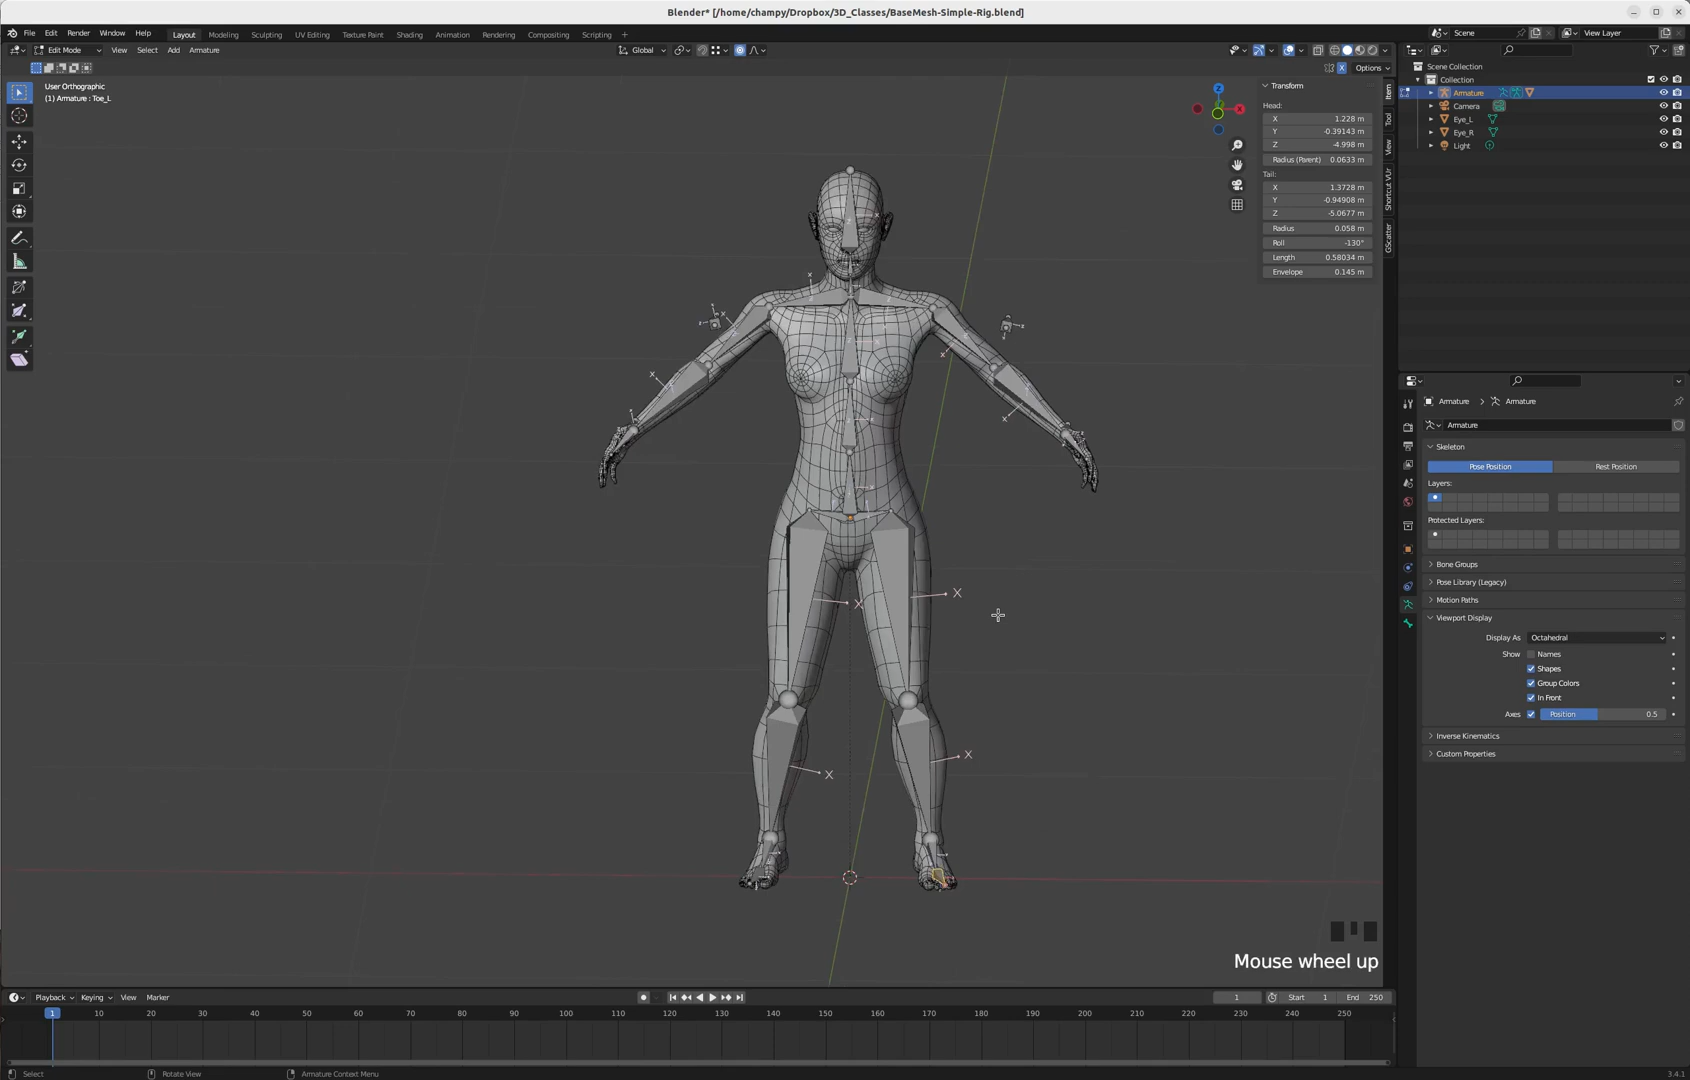 Blender* [/home/champy/Dropbox/3D_Classes/BaseMesh-Simple-Rig.blend]
File Edit Render Window Help Layout Modeling Sculpting UV Editing Texture Paint Shading Animation Rendering Compositing Scripting +
Scene View Layer
Edit Mode View Select Add Armature Global
Options
User Orthographic
(1) Armature : Toe_L
Z
X
Transform
Head:
X 1.228 m
Y -0.39143 m
Z -4.998 m
Radius (Parent) 0.0633 m
Tail:
X 1.3728 m
Y -0.94908 m
Z -5.0677 m
Radius 0.058 m
Roll -130°
Length 0.58034 m
Envelope 0.145 m
Item
Tool
View
Shortcut VUr
GScatter
Scene Collection
Collection
Armature
Camera
Eye_L
Eye_R
Light
X
X
X
X
Mouse wheel up
Armature > Armature
Armature
Skeleton
Pose Position Rest Position
Layers:
Protected Layers:
Bone Groups
Pose Library (Legacy)
Motion Paths
Viewport Display
Display As Octahedral
Show Names
Shapes
Group Colors
In Front
Axes Position 0.5
Inverse Kinematics
Custom Properties
Playback Keying View Marker
1 Start 1 End 250
1 10 20 30 40 50 60 70 80 90 100 110 120 130 140 150 160 170 180 190 200 210 220 230 240 250
Select Rotate View Armature Context Menu
3.4.1